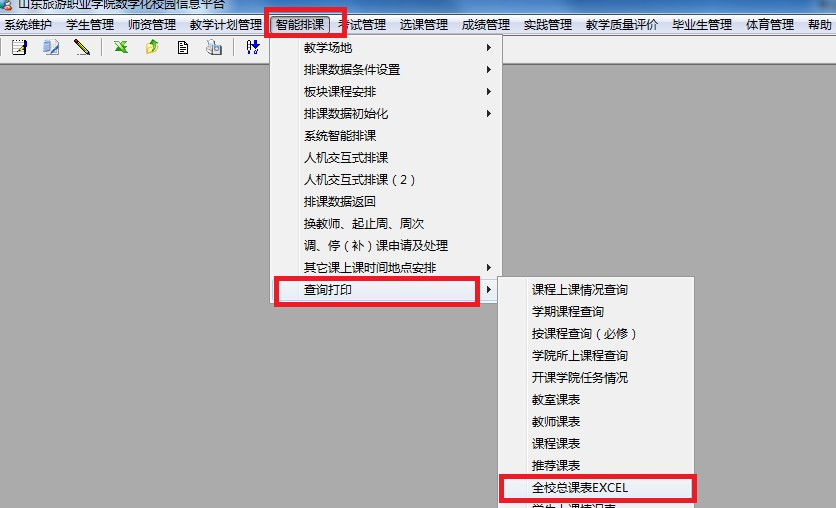 山东旅游职业学院数字化校园信息平台
系统维护 学生管理 师资管理 教学计划管理 智能排课 考试管理 选课管理 成绩管理 实践管理 教学质量评价 毕业生管理 体育管理 帮助
教学场地
排课数据条件设置
板块课程安排
排课数据初始化
系统智能排课
人机交互式排课
人机交互式排课（2）
排课数据返回
换教师、起止周、周次
调、停（补）课申请及处理
其它课上课时间地点安排
查询打印
课程上课情况查询
学期课程查询
按课程查询（必修）
学院所上课程查询
开课学院任务情况
教室课表
教师课表
课程课表
推荐课表
全校总课表EXCEL